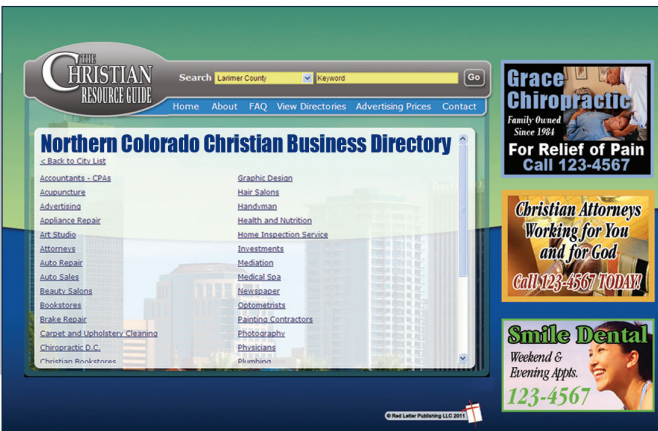 THE
CHRISTIAN
RESOURCE GUIDE
Search Larimer County Keyword Go
Home About FAQ View Directories Advertising Prices Contact
Northern Colorado Christian Business Directory
< Back to City List
Accountants - CPAs
Acupuncture
Advertising
Appliance Repair
Art Studio
Attorneys
Auto Repair
Auto Sales
Beauty Salons
Bookstores
Brake Repair
Carpet and Upholstery Cleaning
Chiropractic D.C.
Christian Bookstores
Graphic Design
Hair Salons
Handyman
Health and Nutrition
Home Inspection Service
Investments
Mediation
Medical Spa
Newspaper
Optometrists
Painting Contractors
Photography
Physicians
Plumbing
Grace
Chiropractic
Family Owned
Since 1984
For Relief of Pain
Call 123-4567
Christian Attorneys
Working for You
and for God
Call 123-4567 TODAY!
Smile Dental
Weekend &
Evening Appts.
123-4567
© Red Letter Publishing LLC 2011